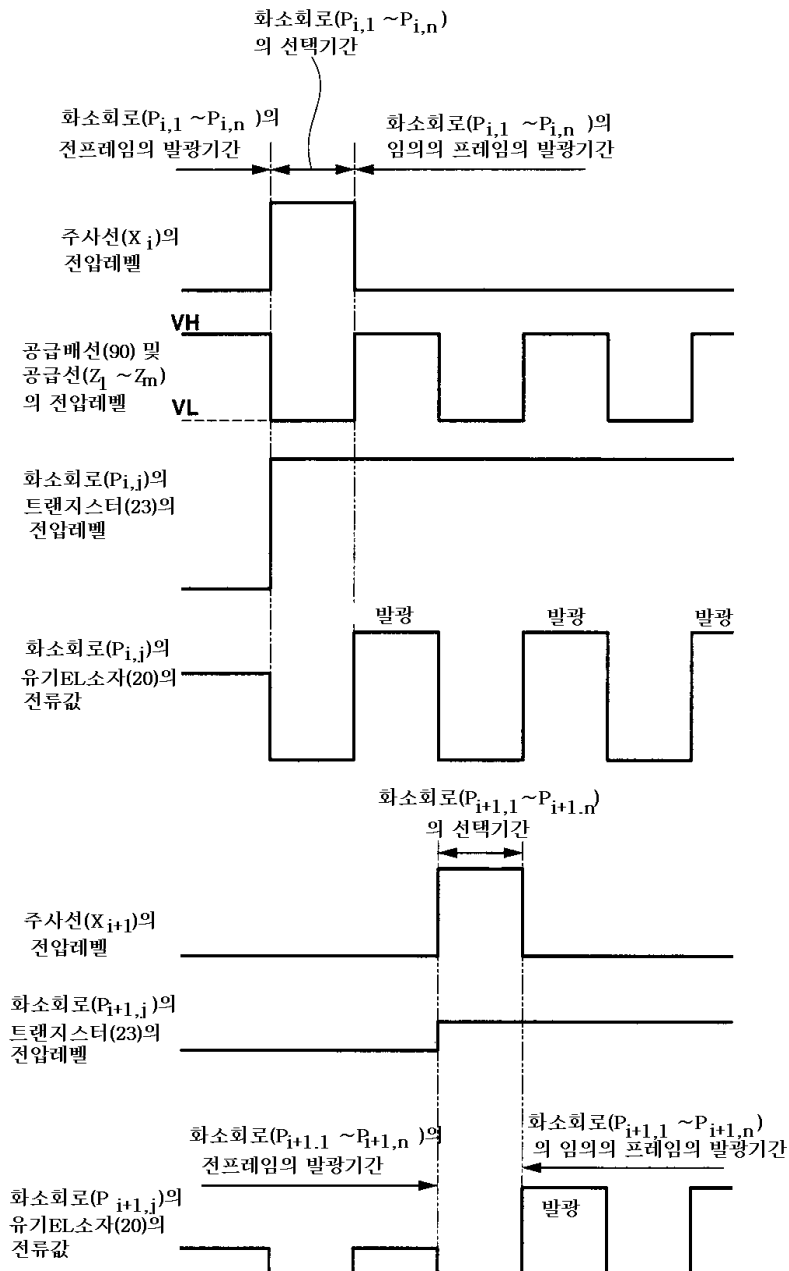 화소회로(Pi,1 ~Pi,n)
의 선택기간
화소회로(Pi,1 ~Pi,n )의
전프레임의 발광기간
화소회로(Pi,1 ~Pi,n )의
임의의 프레임의 발광기간
주사선(X i)의
전압레벨
VH
공급배선(90) 및
공급선(Z1 ~Zm)
의 전압레벨
VL
화소회로(Pi,j)의
트랜지스터(23)의
전압레벨
발광
발광
발광
화소회로(Pi,j)의
유기EL소자(20)의
전류값
화소회로(Pi+1,1~Pi+1.n)
의 선택기간
주사선(X i+1)의
전압레벨
화소회로(Pi+1,j)의
트랜지스터(23)의
전압레벨
화소회로(Pi+1.1 ~Pi+1,n )의
전프레임의 발광기간
화소회로(Pi+1,1 ~Pi+1,n)
의 임의의 프레임의 발광기간
화소회로(P i+1,j)의
유기EL소자(20)의
전류값
발광